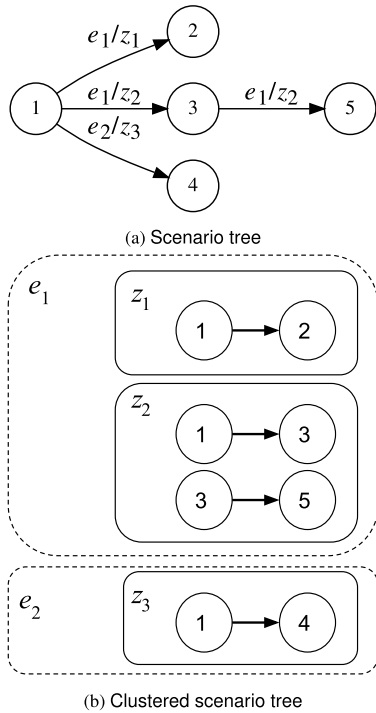 e₁/z₁
2
1
e₁/z₂
3
e₁/z₂
5
e₂/z₃
4
(a) Scenario tree
e₁
z₁
1
2
z₂
1
3
3
5
e₂
z₃
1
4
(b) Clustered scenario tree